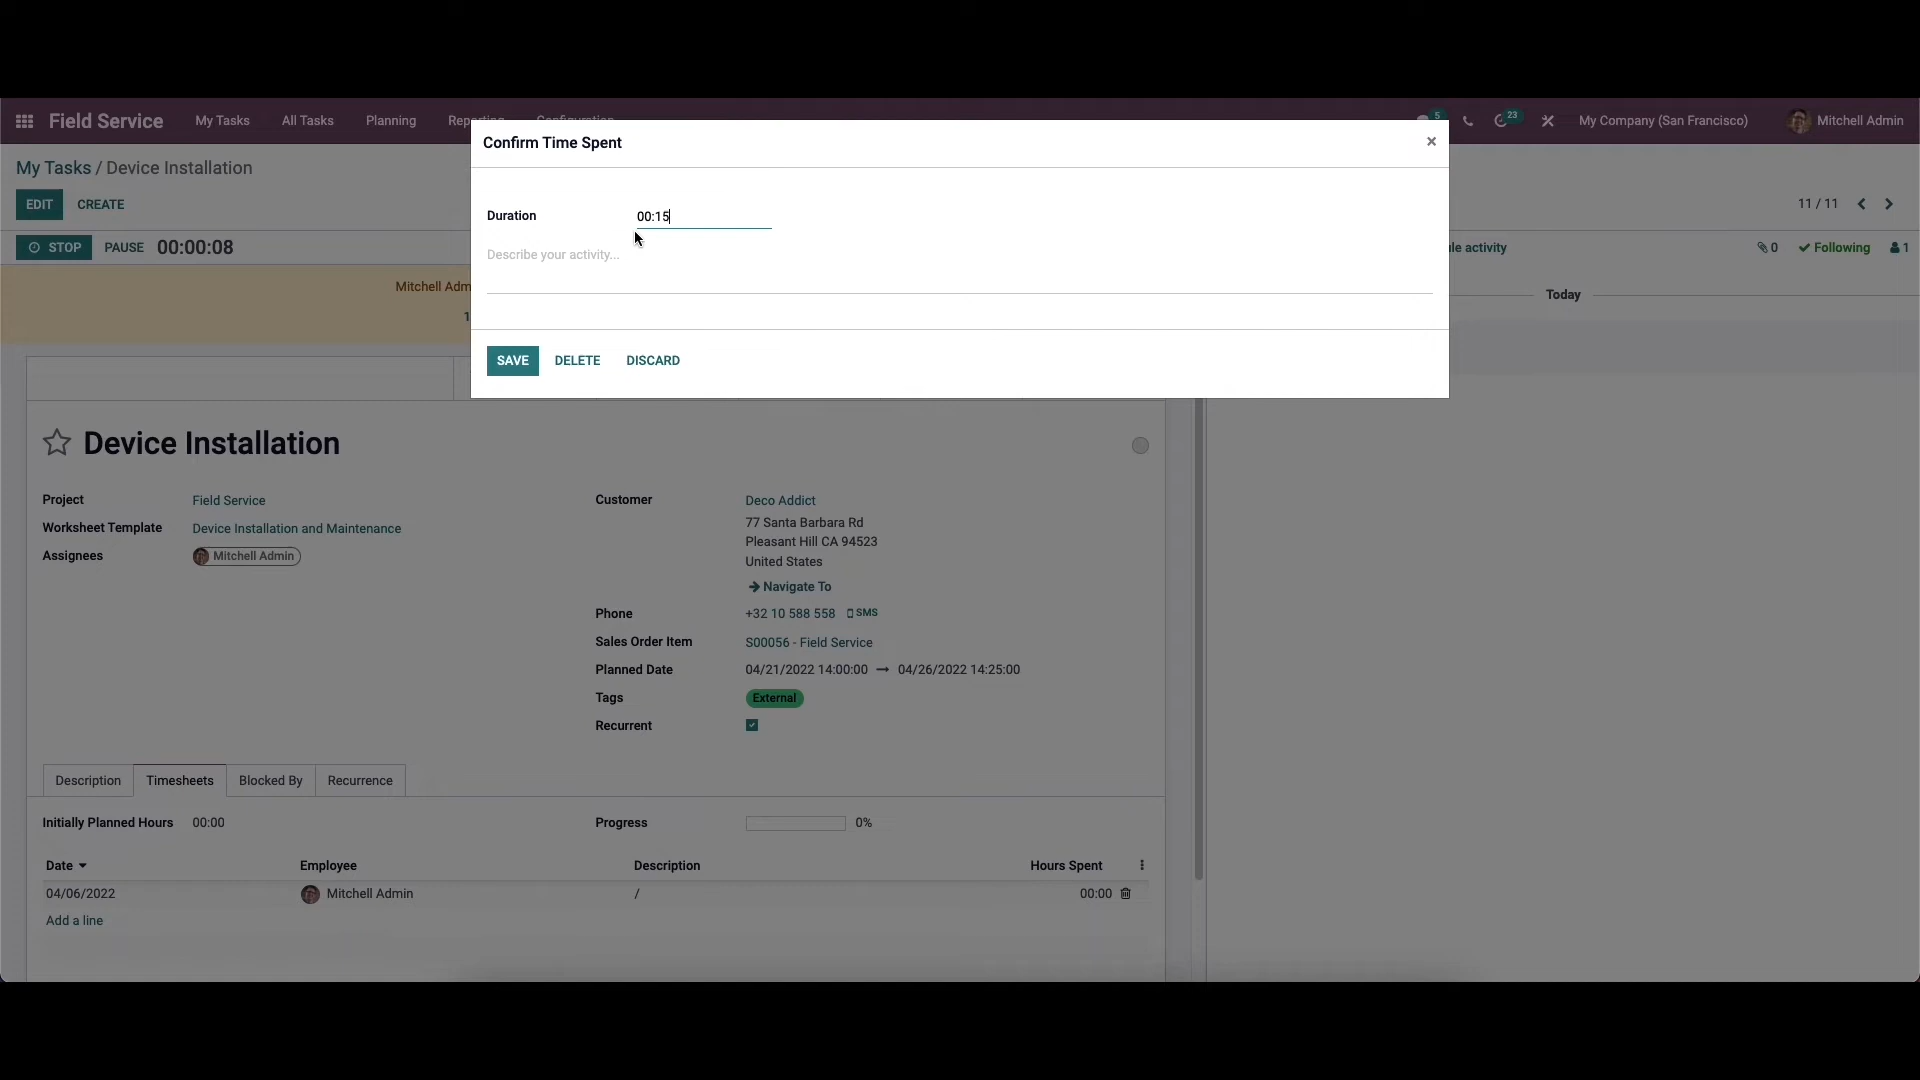 Field Service My Tasks All Tasks Planning Reporting Configuration 5 23 My Company (San Francisco) Mitchell Admin
Confirm Time Spent ×
My Tasks / Device Installation
EDIT CREATE
11 / 11
Duration 00:15
STOP PAUSE 00:00:08
le activity 0 Following 1
Describe your activity...
Mitchell Adm
1
Today
SAVE DELETE DISCARD
Device Installation
Project Field Service
Worksheet Template Device Installation and Maintenance
Assignees Mitchell Admin
Customer Deco Addict
77 Santa Barbara Rd
Pleasant Hill CA 94523
United States
Navigate To
Phone +32 10 588 558 SMS
Sales Order Item S00056 - Field Service
Planned Date 04/21/2022 14:00:00 → 04/26/2022 14:25:00
Tags External
Recurrent
Description Timesheets Blocked By Recurrence
Initially Planned Hours 00:00 Progress 0%
Date Employee Description Hours Spent
04/06/2022 Mitchell Admin / 00:00
Add a line